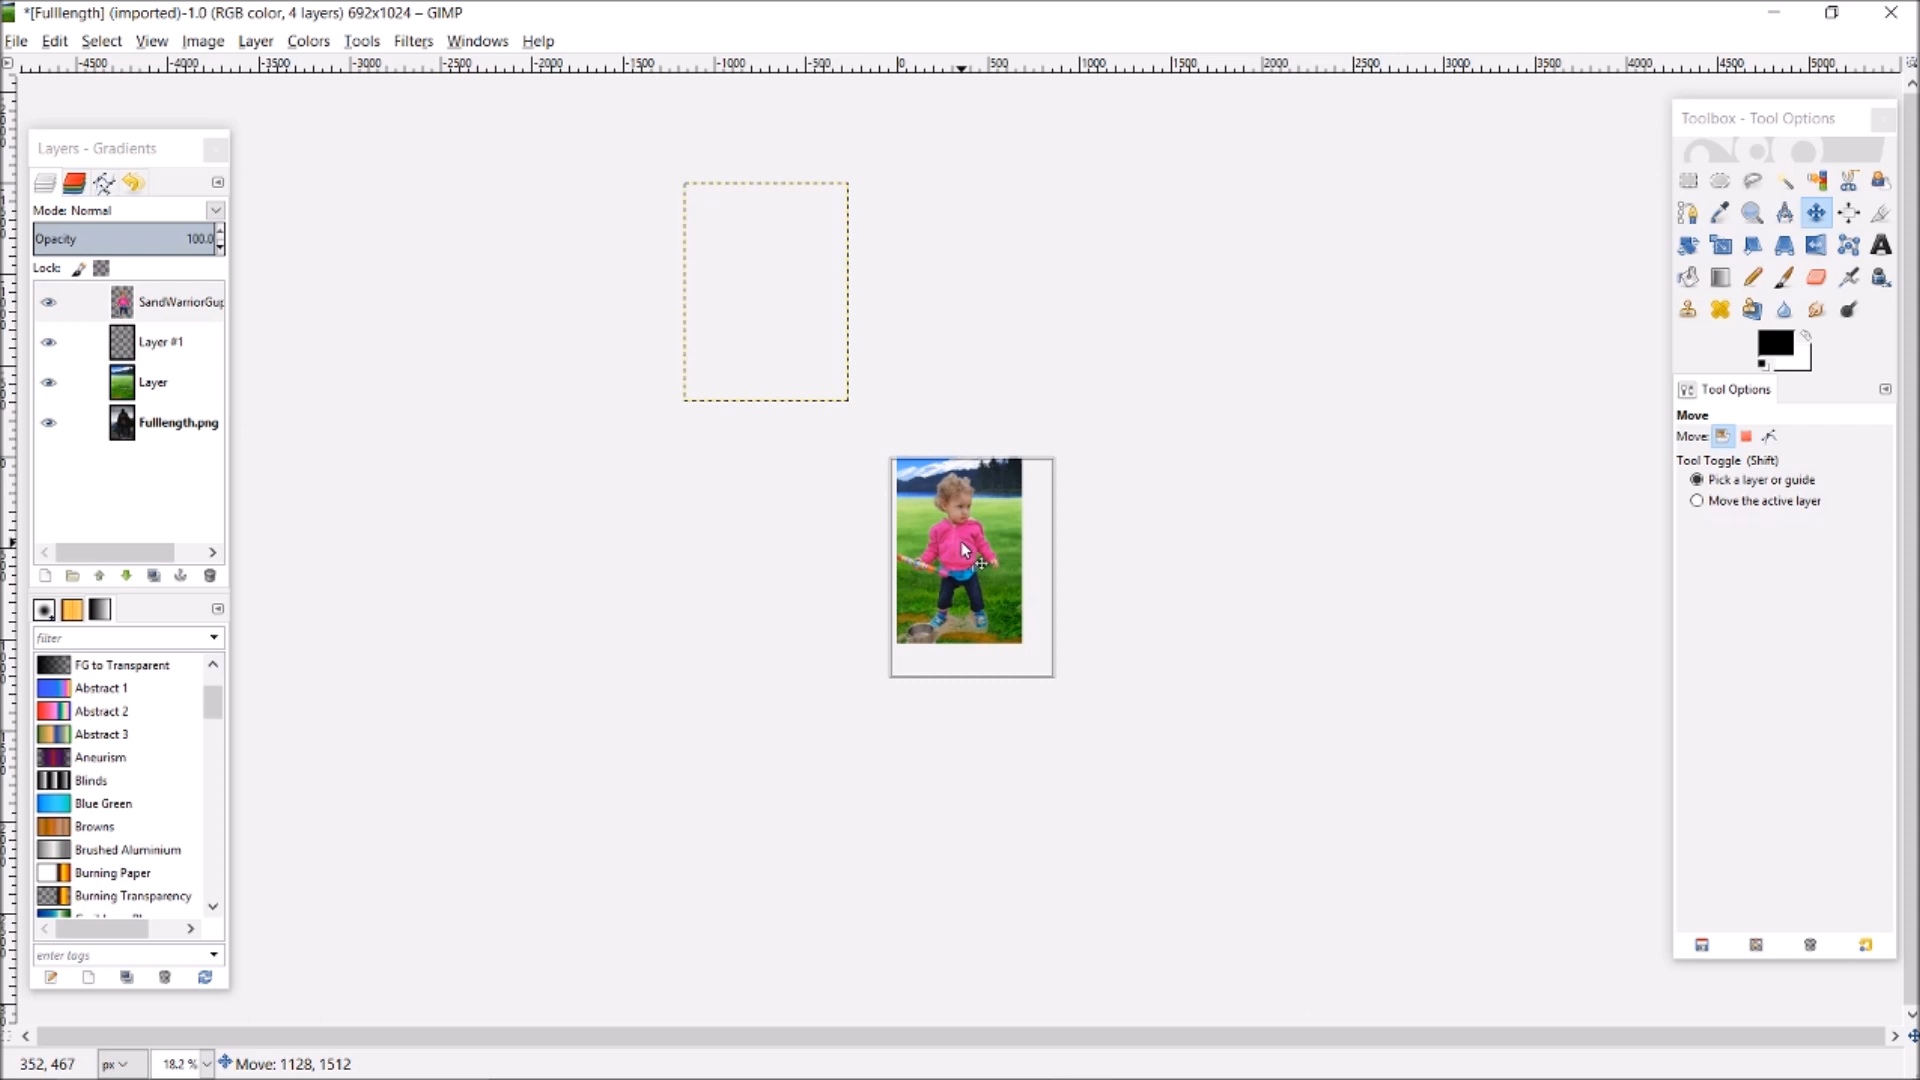 *[Fulllength] (imported)-1.0 (RGB color, 4 layers) 692x1024 – GIMP
File Edit Select View Image Layer Colors Tools Filters Windows Help
-4500 -4000 -3500 -3000 -2500 -2000 -1500 -1000 -500 0 500 1000 1500 2000 2500 3000 3500 4000 4500 5000
Layers - Gradients
Mode: Normal
Opacity 100.0
Lock:
SandWarriorGup
Layer #1
Layer
Fulllength.png
filter
FG to Transparent
Abstract 1
Abstract 2
Abstract 3
Aneurism
Blinds
Blue Green
Browns
Brushed Aluminium
Burning Paper
Burning Transparency
enter tags
Toolbox - Tool Options
Tool Options
Move
Move:
Tool Toggle (Shift)
Pick a layer or guide
Move the active layer
352, 467 px 18.2 % Move: 1128, 1512